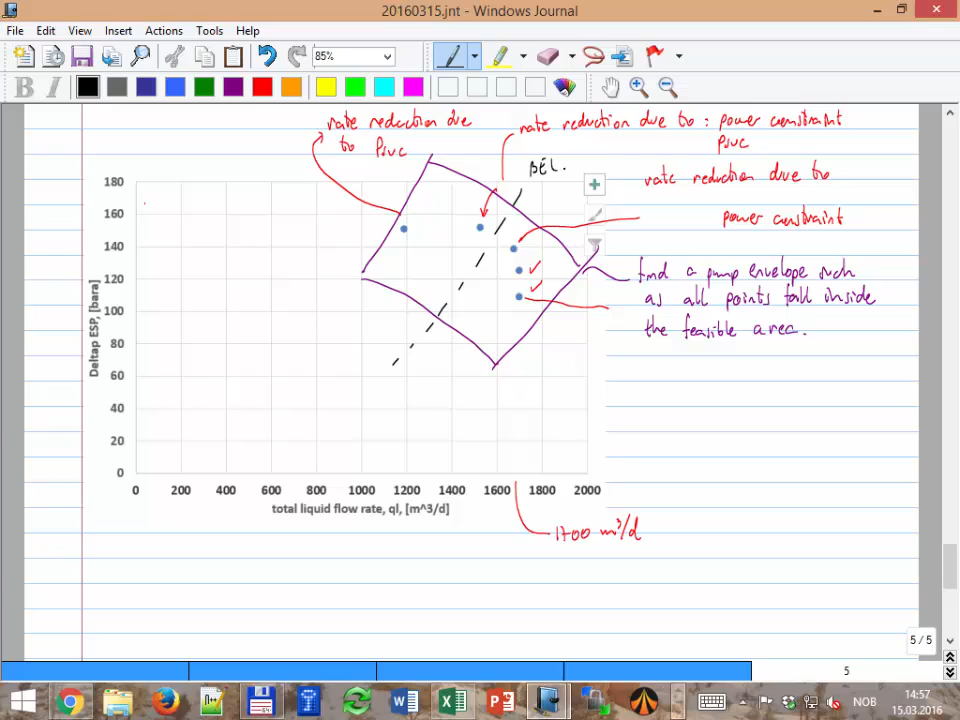 20160315.jnt - Windows Journal
File Edit View Insert Actions Tools Help
85%
B I
rate reduction due
to Psuc
rate reduction due to : power constraint
Psuc
BEL.
rate reduction due to
power constraint
find a pump envelope such
as all points fall inside
the feasible area.
180
160
140
120
100
80
60
40
20
0
Deltap ESP, [bara]
0 200 400 600 800 1000 1200 1400 1600 1800 2000
total liquid flow rate, ql, [m^3/d]
1700 m³/d
5 / 5
5
NOB
14:57
15.03.2016